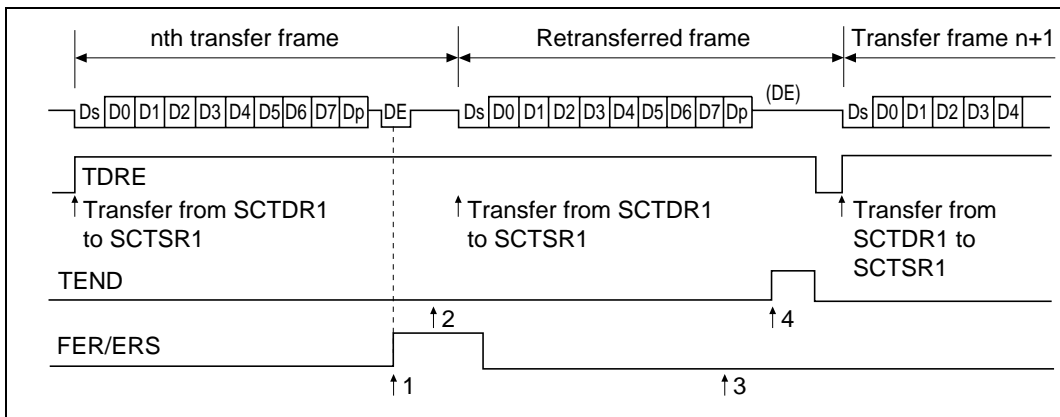 nth transfer frame
Retransferred frame
Transfer frame n+1
Ds D0 D1 D2 D3 D4 D5 D6 D7 Dp DE
Ds D0 D1 D2 D3 D4 D5 D6 D7 Dp
(DE)
Ds D0 D1 D2 D3 D4
TDRE
Transfer from SCTDR1
to SCTSR1
Transfer from SCTDR1
to SCTSR1
Transfer from
SCTDR1 to
SCTSR1
TEND
2
4
FER/ERS
1
3